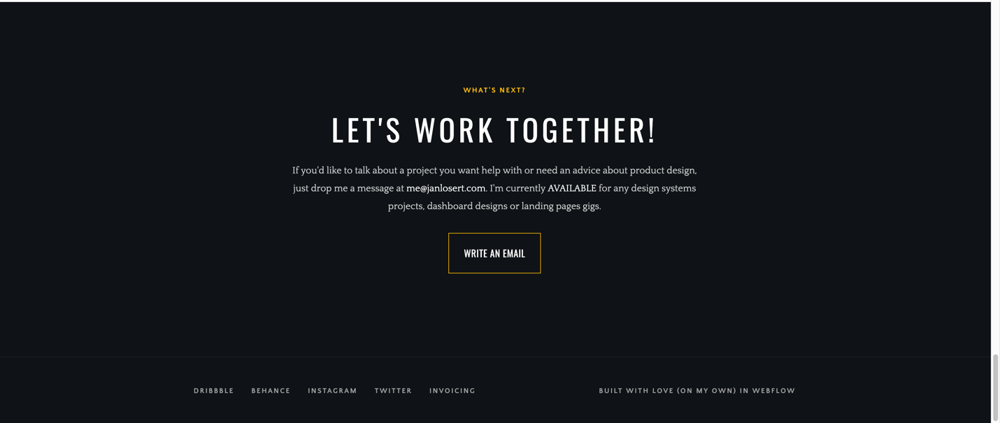 WHAT'S NEXT?
LET'S WORK TOGETHER!
If you'd like to talk about a project you want help with or need an advice about product design,
just drop me a message at me@janlosert.com. I'm currently AVAILABLE for any design systems
projects, dashboard designs or landing pages gigs.
WRITE AN EMAIL
DRIBBBLE BEHANCE INSTAGRAM TWITTER INVOICING BUILT WITH LOVE (ON MY OWN) IN WEBFLOW